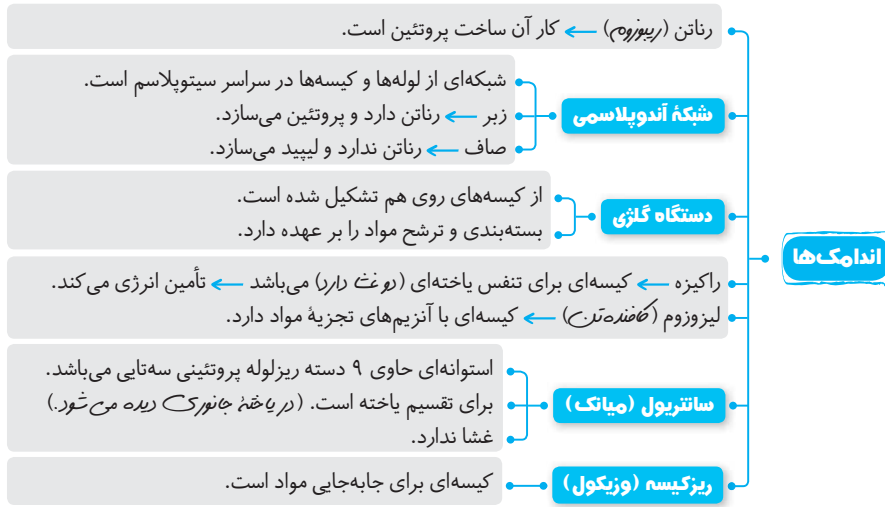 اندامک‌ها
رناتن (ریبوزوم) ← کار آن ساخت پروتئین است.
شبکۀ آندوپلاسمی
شبکه‌ای از لوله‌ها و کیسه‌ها در سراسر سیتوپلاسم است.
زبر ← رناتن دارد و پروتئین می‌سازد.
صاف ← رناتن ندارد و لیپید می‌سازد.
دستگاه گلژی
از کیسه‌های روی هم تشکیل شده است.
بسته‌بندی و ترشح مواد را بر عهده دارد.
راکیزه ← کیسه‌ای برای تنفس یاخته‌ای (دو غشا دارد) می‌باشد ← تأمین انرژی می‌کند.
لیزوزوم (کافنده‌تن) ← کیسه‌ای با آنزیم‌های تجزیۀ مواد دارد.
سانتریول (میانک)
استوانه‌ای حاوی ۹ دسته ریزلوله پروتئینی سه‌تایی می‌باشد.
برای تقسیم یاخته است. (در یاختۀ جانوری دیده می‌شود.)
غشا ندارد.
ریزکیسه (وزیکول)
کیسه‌ای برای جابه‌جایی مواد است.